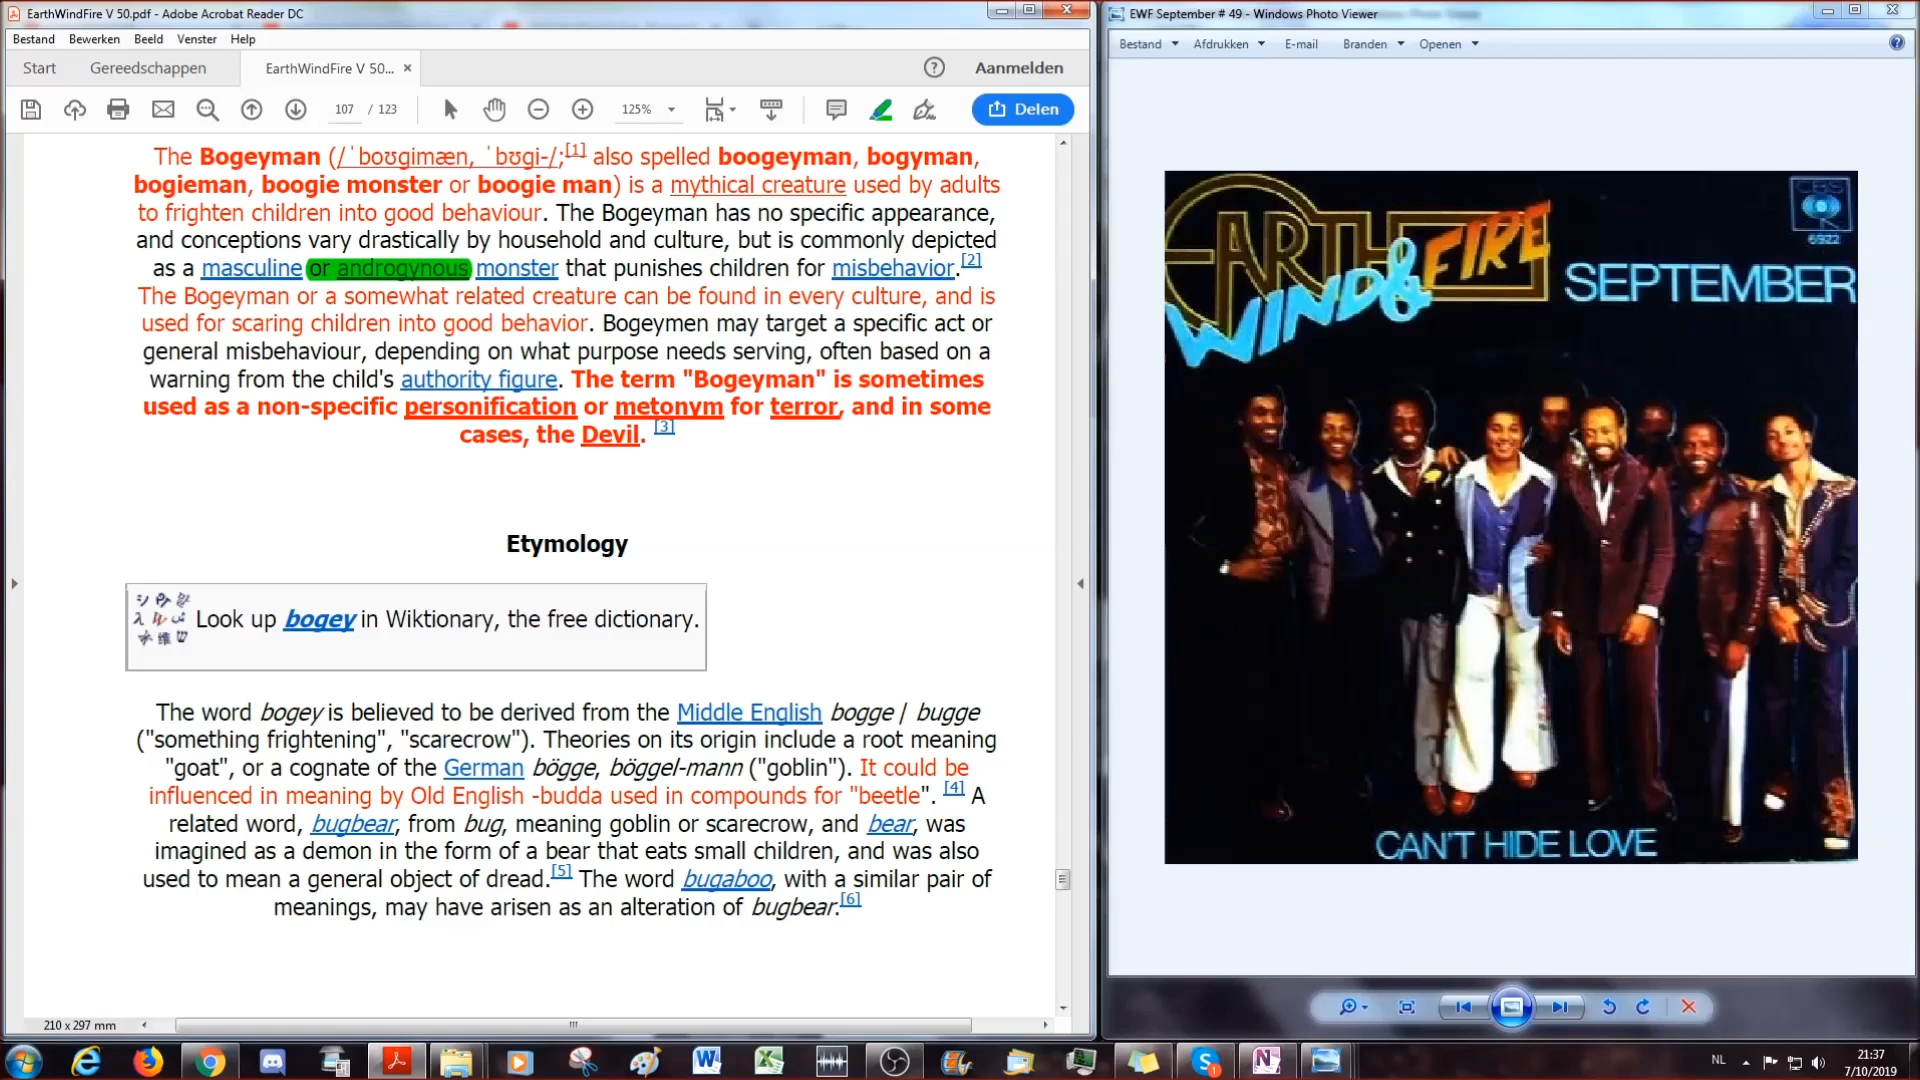 EarthWindFire V 50.pdf - Adobe Acrobat Reader DC
Bestand Bewerken Beeld Venster Help
Start Gereedschappen EarthWindFire V 50... × Aanmelden
107 / 123 125% Delen
The Bogeyman (/ˈboʊɡimæn, ˈbʊɡi-/;[1] also spelled boogeyman, bogyman,
bogieman, boogie monster or boogie man) is a mythical creature used by adults
to frighten children into good behaviour. The Bogeyman has no specific appearance,
and conceptions vary drastically by household and culture, but is commonly depicted
as a masculine or androgynous monster that punishes children for misbehavior.[2]
The Bogeyman or a somewhat related creature can be found in every culture, and is
used for scaring children into good behavior. Bogeymen may target a specific act or
general misbehaviour, depending on what purpose needs serving, often based on a
warning from the child's authority figure. The term "Bogeyman" is sometimes
used as a non-specific personification or metonym for terror, and in some
cases, the Devil. [3]
Etymology
Look up bogey in Wiktionary, the free dictionary.
The word bogey is believed to be derived from the Middle English bogge / bugge
("something frightening", "scarecrow"). Theories on its origin include a root meaning
"goat", or a cognate of the German bögge, böggel-mann ("goblin"). It could be
influenced in meaning by Old English -budda used in compounds for "beetle". [4] A
related word, bugbear, from bug, meaning goblin or scarecrow, and bear, was
imagined as a demon in the form of a bear that eats small children, and was also
used to mean a general object of dread.[5] The word bugaboo, with a similar pair of
meanings, may have arisen as an alteration of bugbear.[6]
210 x 297 mm
EWF September # 49 - Windows Photo Viewer
Bestand Afdrukken E-mail Branden Openen
EARTH
WIND & FIRE
SEPTEMBER
CBS
6922
CAN'T HIDE LOVE
NL
21:37
7/10/2019